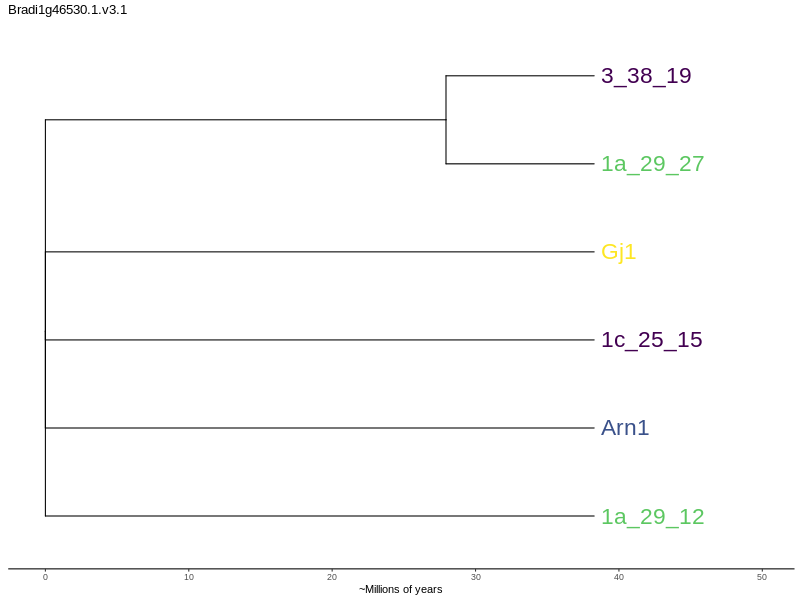 Bradi1g46530.1.v3.1
3_38_19
1a_29_27
Gj1
1c_25_15
Arn1
1a_29_12
0 10 20 30 40 50
~Millions of years